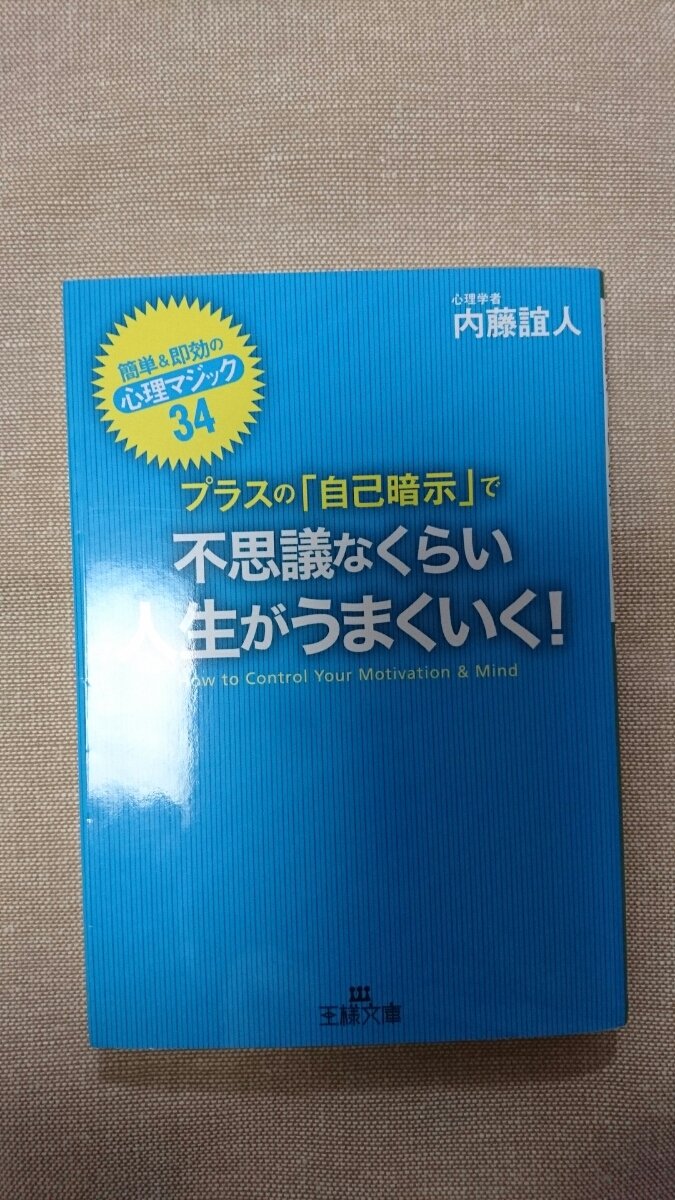 心理学者
内藤誼人
簡単&即効の
心理マジック
34
プラスの「自己暗示」で
不思議なくらい
人生がうまくいく!
How to Control Your Motivation & Mind
王様文庫